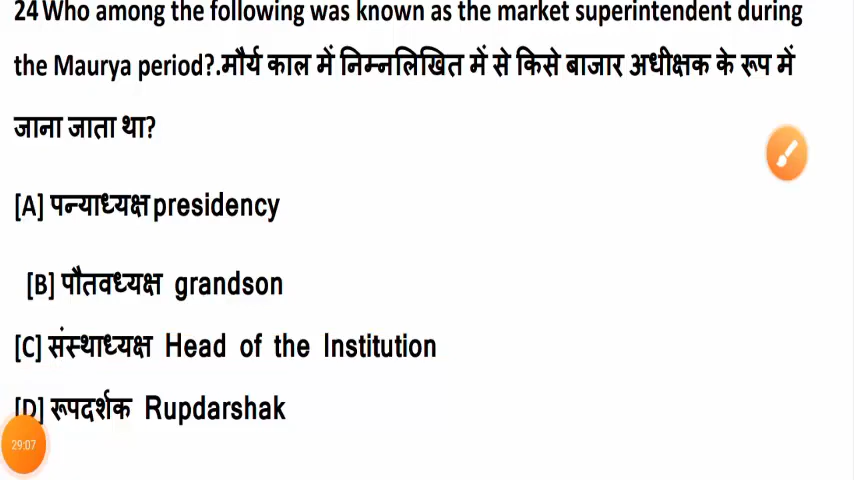 24 Who among the following was known as the market superintendent during
the Maurya period?.मौर्य काल में निम्नलिखित में से किसे बाजार अधीक्षक के रूप में
जाना जाता था?
[A] पन्याध्यक्ष presidency
[B] पौतवध्यक्ष grandson
[C] संस्थाध्यक्ष Head of the Institution
[D] रूपदर्शक Rupdarshak
29:07